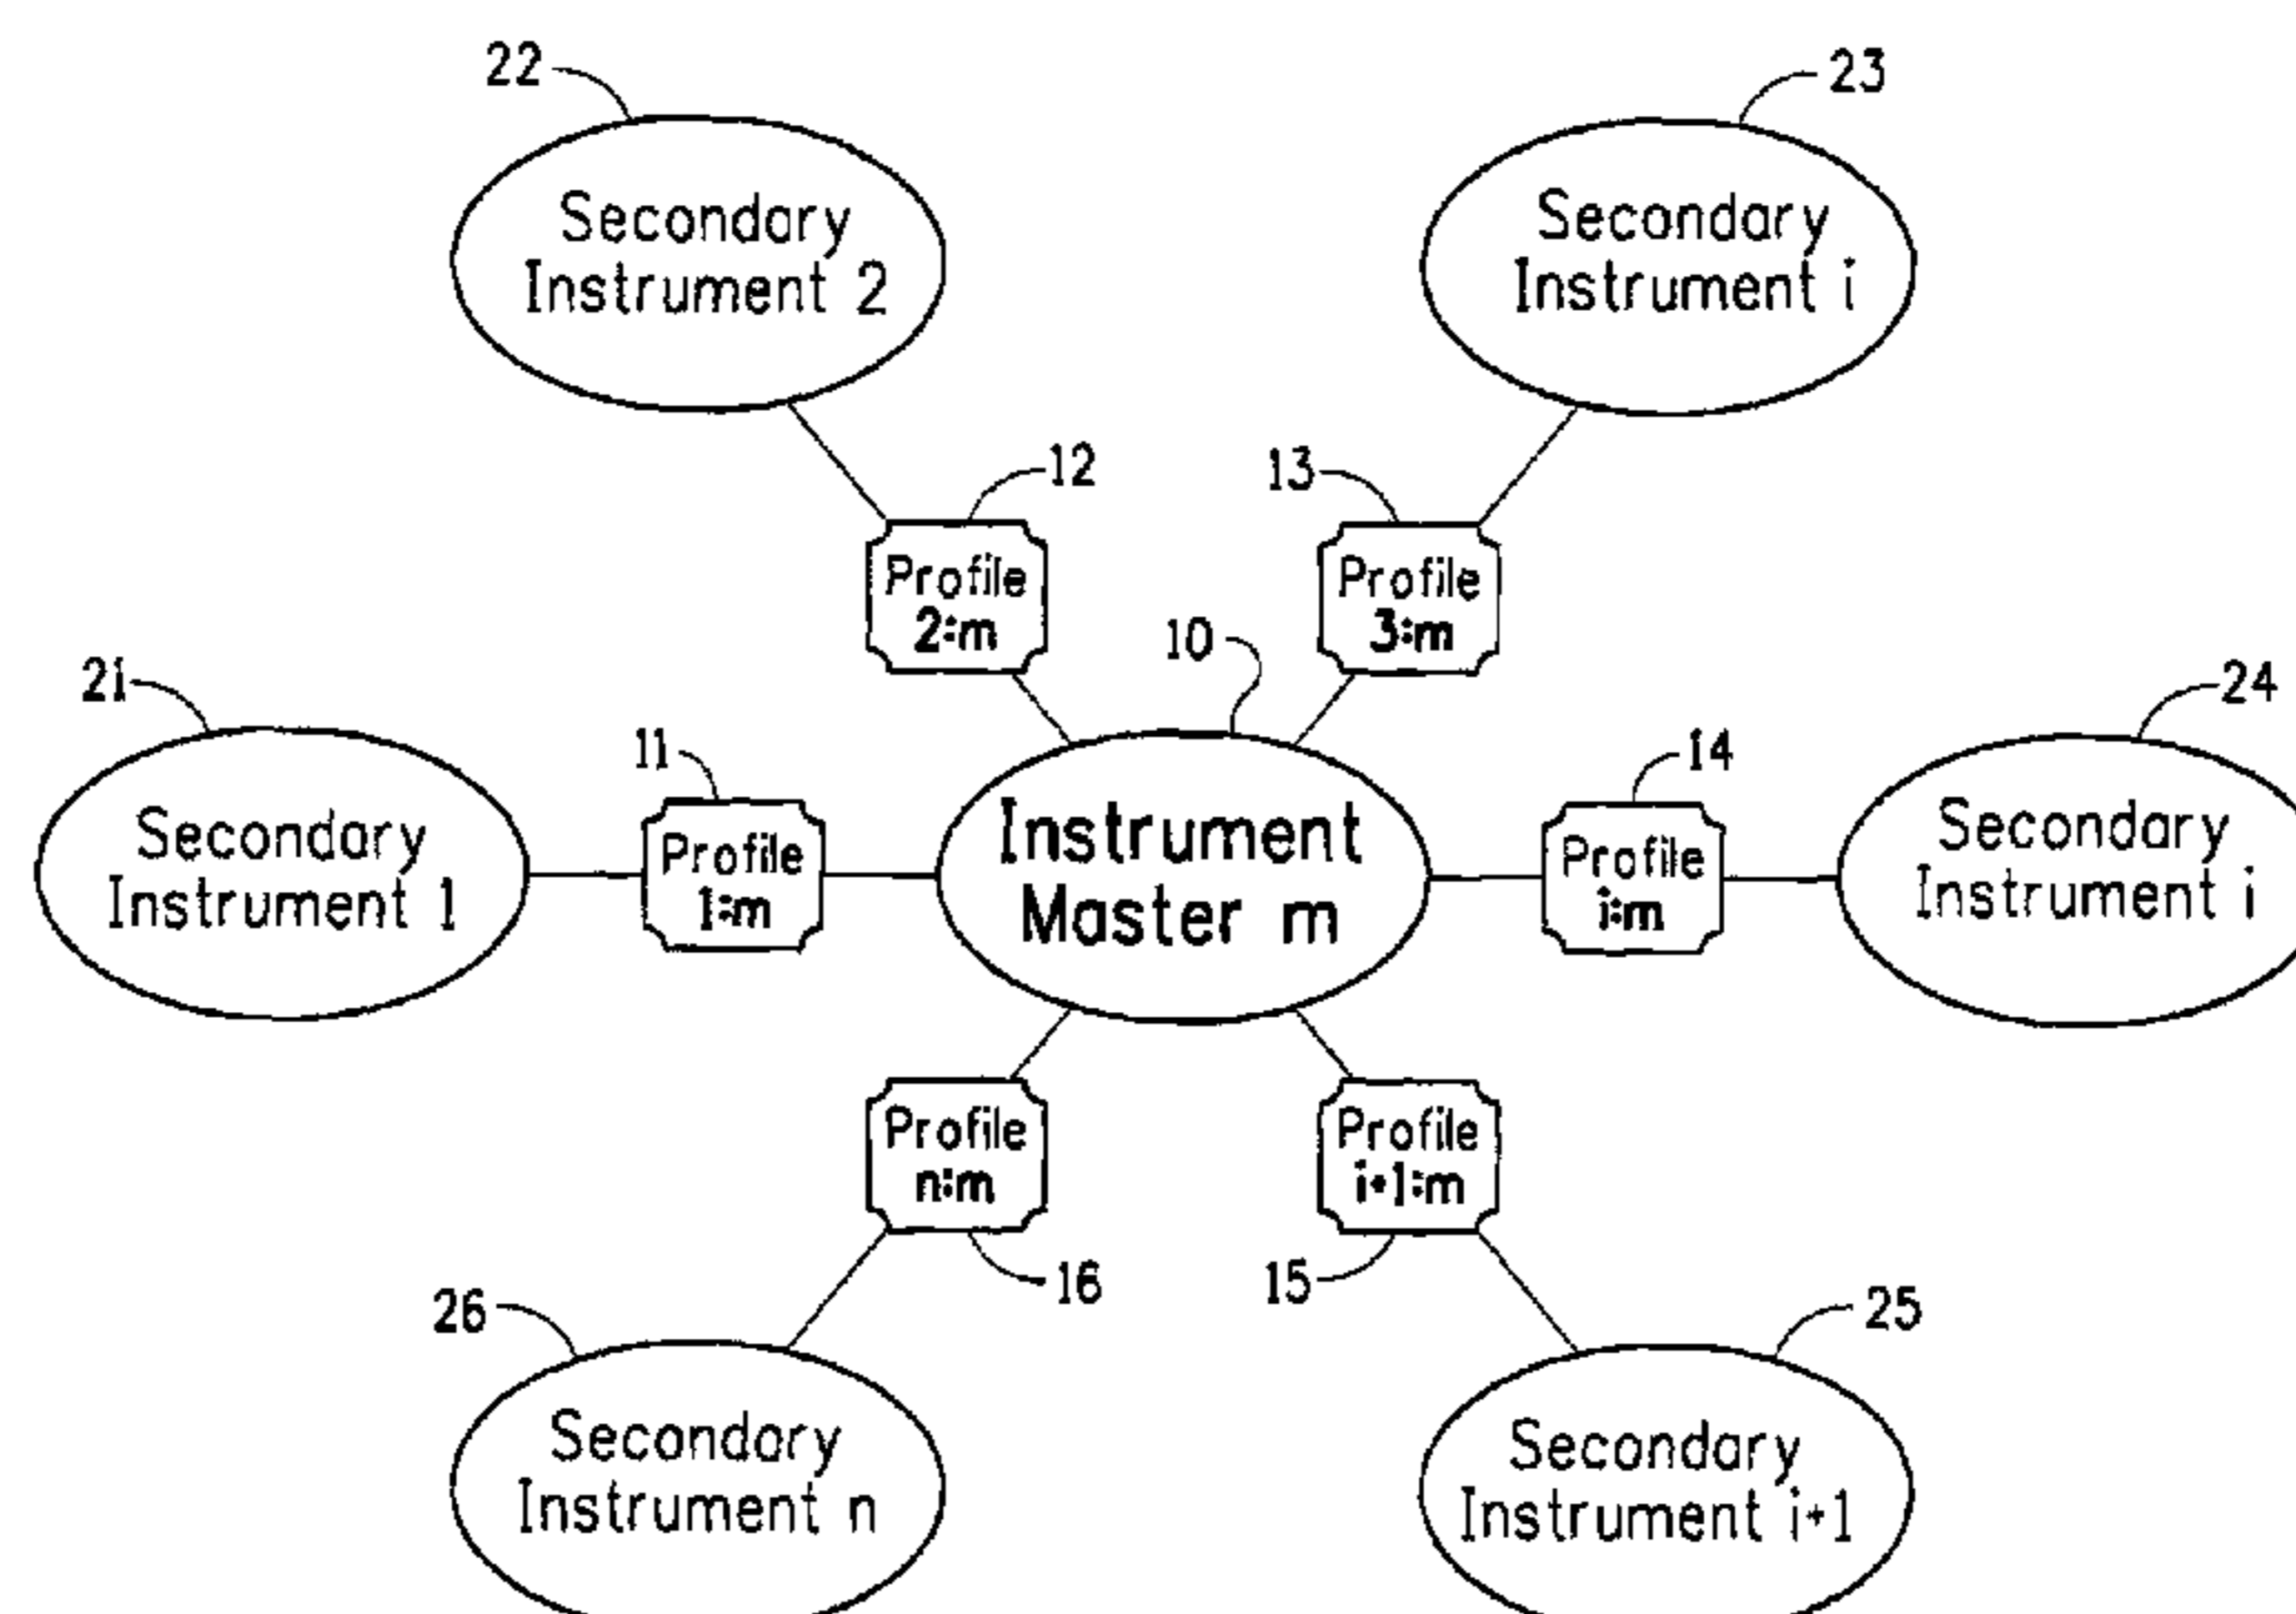 22
23
Secondary
Instrument 2
Secondary
Instrument i
12
13
Profile
2:m
Profile
3:m
10
21
24
11
14
Secondary
Instrument 1
Profile
1:m
Instrument
Master m
Profile
i:m
Secondary
Instrument i
Profile
n:m
Profile
i+1:m
16
15
26
25
Secondary
Instrument n
Secondary
Instrument i+1